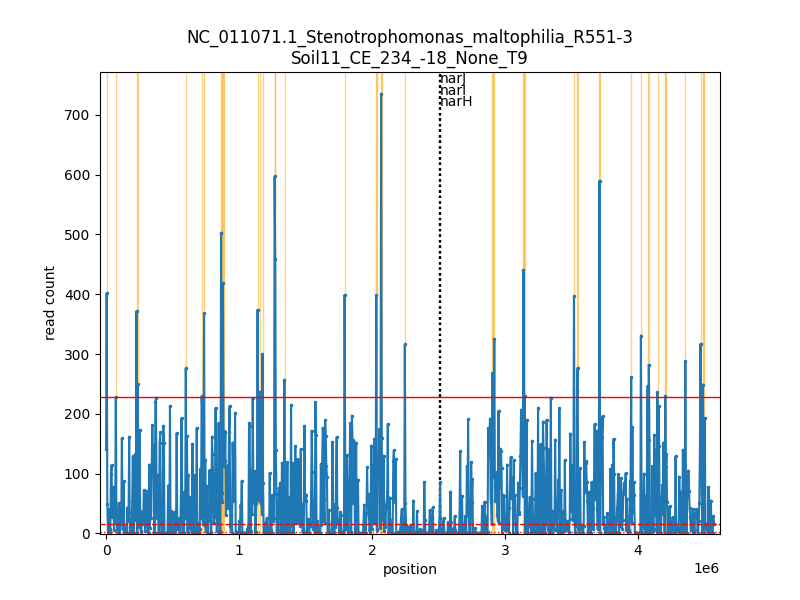 NC_011071.1_Stenotrophomonas_maltophilia_R551-3
Soil11_CE_234_-18_None_T9
narJ
narI
narH
700
600
500
400
300
200
100
0
read count
0
1
2
3
4
1e6
position